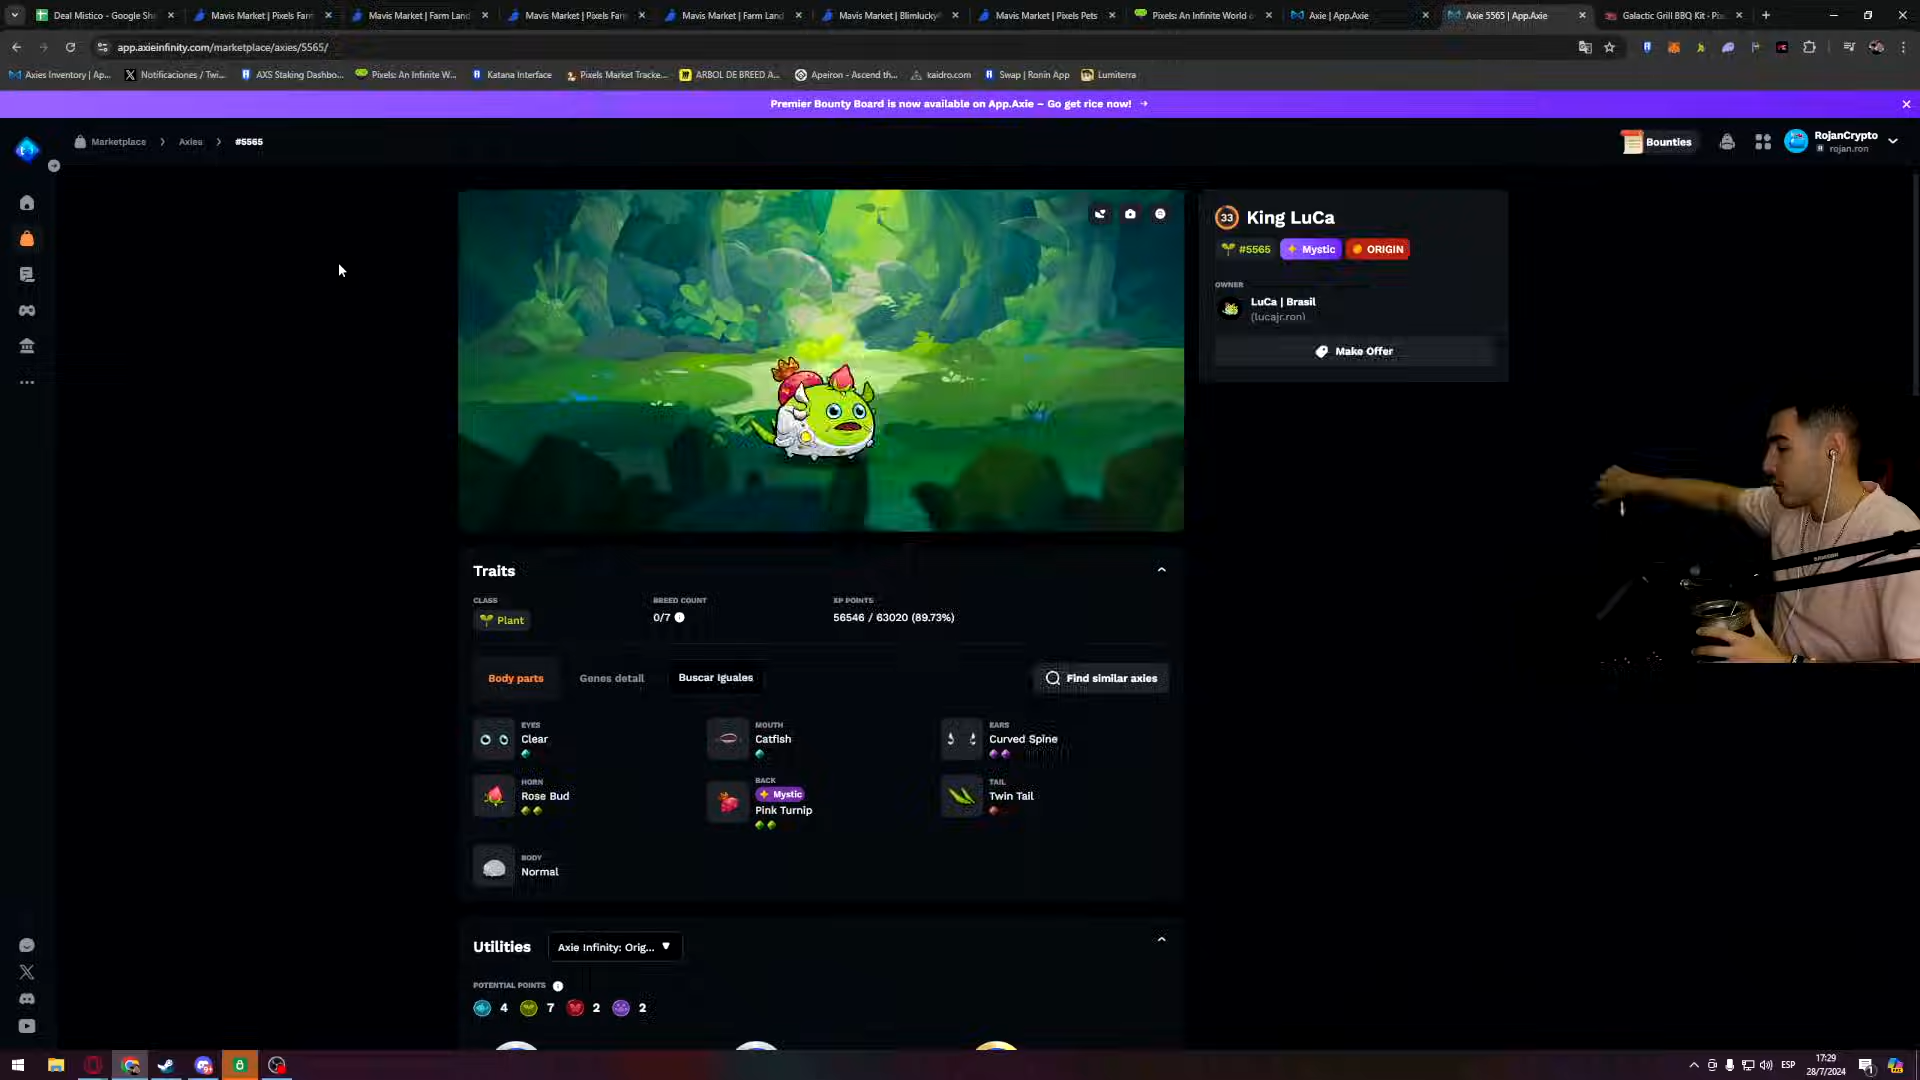 Deal Mistico - Google Sh
Mavis Market | Pixels Farm
Mavis Market | Farm Land
Mavis Market | Pixels Far
Mavis Market | Farm Land
Mavis Market | Blimlucky
Mavis Market | Pixels Pets
Pixels: An Infinite World o
Axie | App.Axie
Axie 5565 | App.Axie
Galactic Grill BBQ Kit - Pix
app.axieinfinity.com/marketplace/axies/5565/
Axies Inventory | Ap...
Notificaciones / Twi...
AXS Staking Dashbo...
Pixels: An Infinite W...
Katana Interface
Pixels Market Tracke...
ARBOL DE BREED A...
Apeiron - Ascend th...
kaidro.com
Swap | Ronin App
Lumiterra
Premier Bounty Board is now available on App.Axie – Go get rice now! →
Marketplace > Axies > #5565
Bounties
RojanCrypto
rojan.ron
33 King LuCa
#5565 Mystic ORIGIN
OWNER
LuCa | Brasil
(lucajr.ron)
Make Offer
Traits
CLASS
Plant
BREED COUNT
0/7
XP POINTS
56546 / 63020 (89.73%)
Body parts
Genes detail
Buscar Iguales
Find similar axies
EYES
Clear
MOUTH
Catfish
EARS
Curved Spine
HORN
Rose Bud
BACK
Mystic
Pink Turnip
TAIL
Twin Tail
BODY
Normal
Utilities
Axie Infinity: Orig...
POTENTIAL POINTS
4 7 2 2
ESP
17:29
28/7/2024